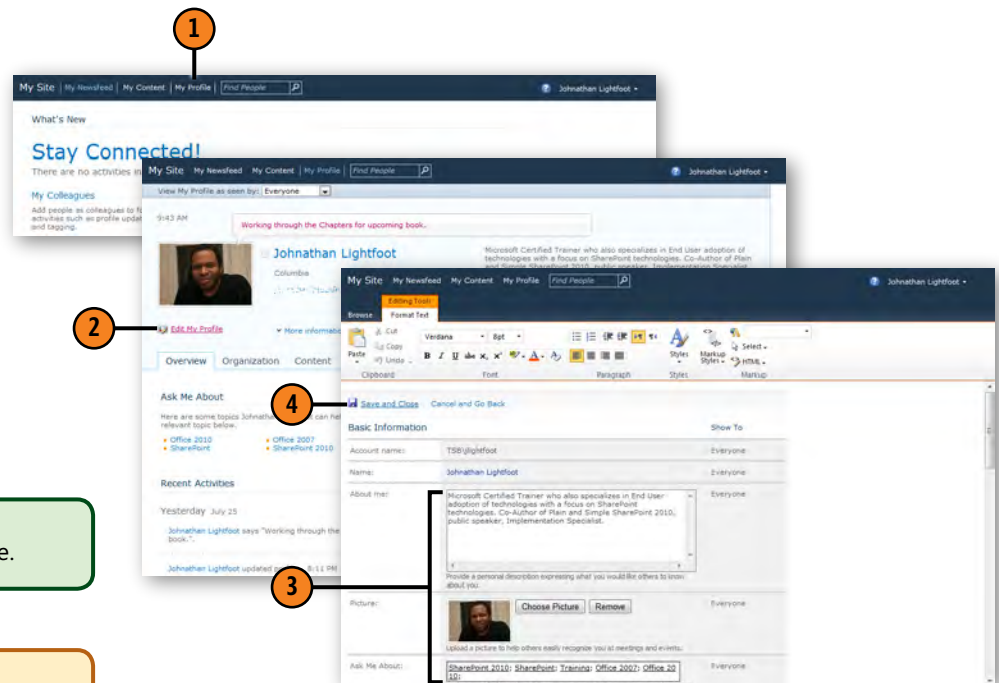 1
My Site | My Newsfeed | My Content | My Profile | Find People
Johnathan Lightfoot
What's New
Stay Connected!
There are no activities in
My Colleagues
Add people as colleagues to
activities such as profile
and tagging.
My Site My Newsfeed My Content | My Profile | Find People
Johnathan Lightfoot
View My Profile as seen by: Everyone
9:43 AM
Working through the Chapters for upcoming book.
Johnathan Lightfoot
Columbia
Microsoft Certified Trainer who also specializes in End User adoption of
technologies with a focus on SharePoint technologies. Co-Author of Plain
and Simple SharePoint 2010, public speaker, Implementation Specialist.
2
Edit My Profile
More information
Overview Organization Content
Ask Me About
Here are some topics can
relevant topic below.
Office 2010 Office 2007
SharePoint SharePoint 2010
Recent Activities
Yesterday July 25
Johnathan Lightfoot says "Working through the
book.".
Johnathan Lightfoot updated 8:11 PM
My Site My Newsfeed My Content My Profile Find People
Johnathan Lightfoot
Editing Tools
Browse Format Text
Paste
Cut
Copy
Undo
Clipboard
Verdana 8pt
B I U abc
Font
Paragraph
Styles
Styles
Markup Styles
Select
HTML
Markup
4
Save and Close Cancel and Go Back
Basic Information Show To
Account name: Everyone
Name: Johnathan Lightfoot Everyone
About me: Everyone
Microsoft Certified Trainer who also specializes in End User
adoption of technologies with a focus on SharePoint
technologies. Co-Author of Plain and Simple SharePoint 2010,
public speaker, Implementation Specialist.
Provide a personal description expressing what you would like others to know
about you.
3
Picture: Choose Picture Remove Everyone
Upload a picture to help others easily recognize you at meetings and events.
Ask Me About: Everyone
SharePoint 2010; SharePoint; Training; Office 2007; Office 20
10;
e.